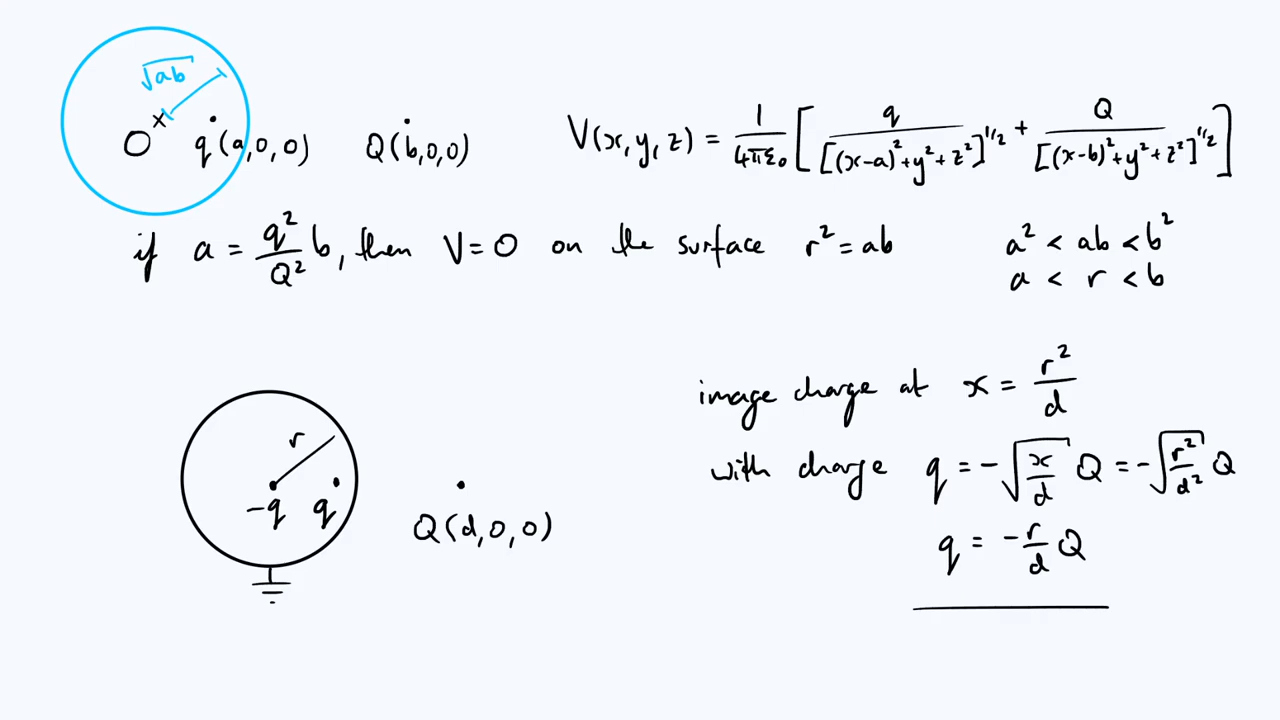 √ab
O q(a,0,0) Q(b,0,0)
V(x,y,z) = 1/4πε₀ [ q/[(x-a)²+y²+z²]^1/2 + Q/[(x-b)²+y²+z²]^1/2 ]
if a = q²/Q² b, then V=0 on the surface r²=ab
a² < ab < b²
a < r < b
r
-q q
Q(d,0,0)
image charge at x = r²/d
with charge q = -√(x/d) Q = -√(r²/d²) Q
q = -r/d Q